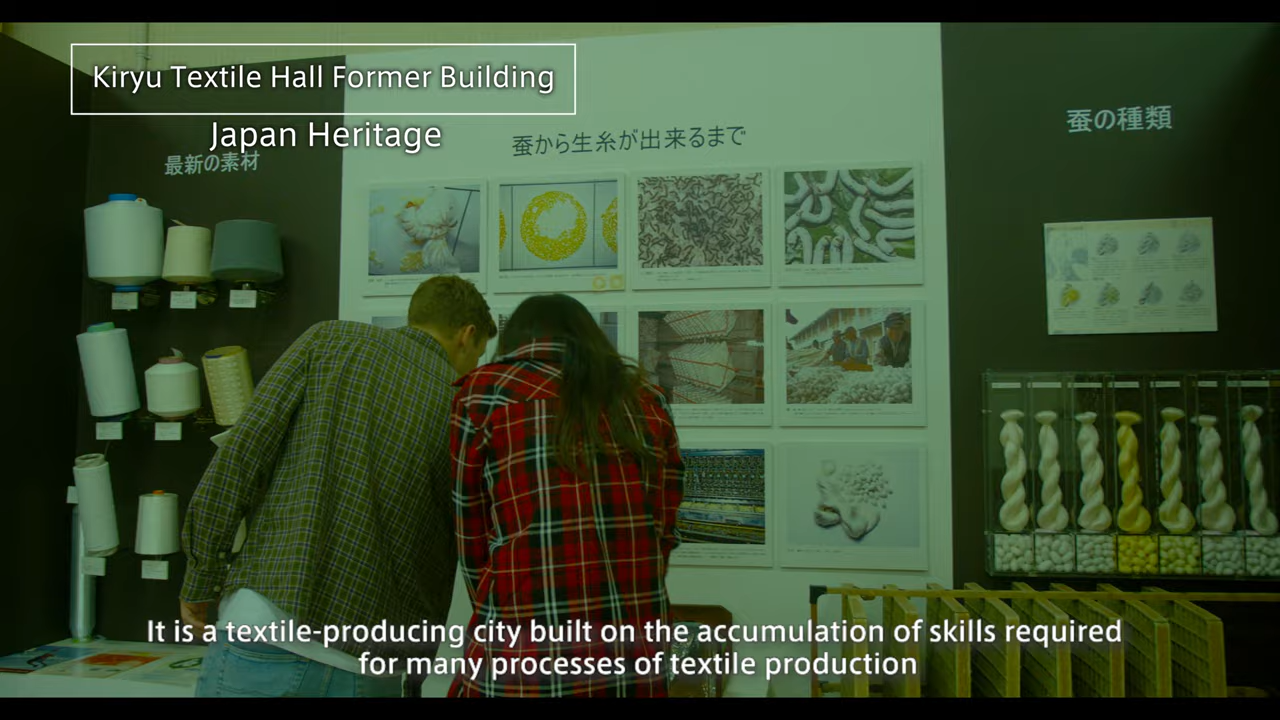 Kiryu Textile Hall Former Building
Japan Heritage
最新の素材
蚕から生糸が出来るまで
蚕の種類
It is a textile-producing city built on the accumulation of skills required
for many processes of textile production